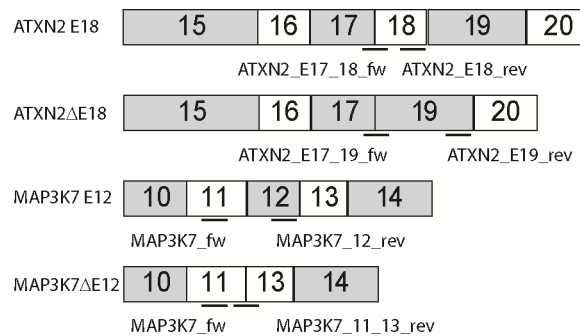 ATXN2 E18 15 16 17 18 19 20
ATXN2_E17_18_fw ATXN2_E18_rev
ATXN2ΔE18 15 16 17 19 20
ATXN2_E17_19_fw ATXN2_E19_rev
MAP3K7 E12 10 11 12 13 14
MAP3K7_fw MAP3K7_12_rev
MAP3K7ΔE12 10 11 13 14
MAP3K7_fw MAP3K7_11_13_rev